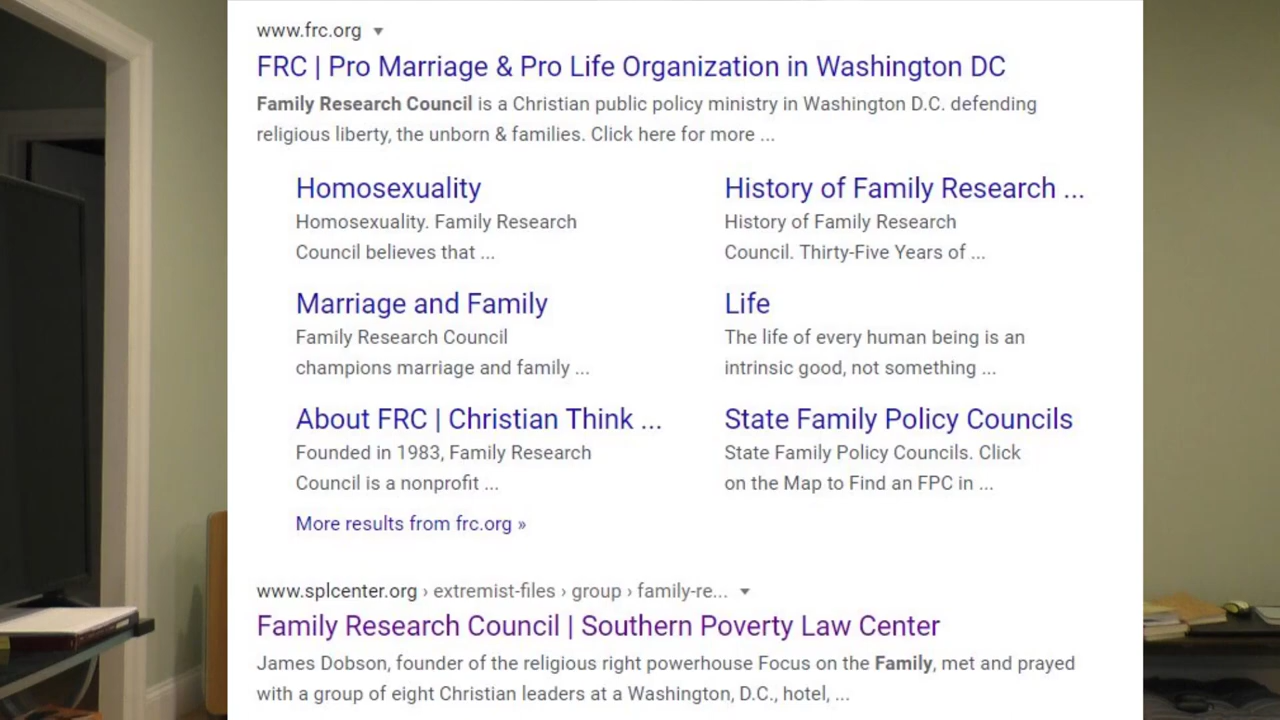 www.frc.org
FRC | Pro Marriage & Pro Life Organization in Washington DC
Family Research Council is a Christian public policy ministry in Washington D.C. defending
religious liberty, the unborn & families. Click here for more ...
Homosexuality
Homosexuality. Family Research
Council believes that ...
History of Family Research ...
History of Family Research
Council. Thirty-Five Years of ...
Marriage and Family
Family Research Council
champions marriage and family ...
Life
The life of every human being is an
intrinsic good, not something ...
About FRC | Christian Think ...
Founded in 1983, Family Research
Council is a nonprofit ...
State Family Policy Councils
State Family Policy Councils. Click
on the Map to Find an FPC in ...
More results from frc.org »
www.splcenter.org › extremist-files › group › family-re...
Family Research Council | Southern Poverty Law Center
James Dobson, founder of the religious right powerhouse Focus on the Family, met and prayed
with a group of eight Christian leaders at a Washington, D.C., hotel, ...